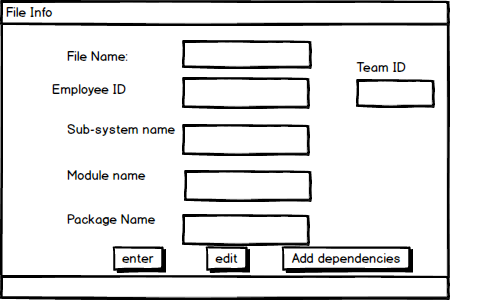 File Info
File Name:
Team ID
Employee ID
Sub-system name
Module name
Package Name
enter
edit
Add dependencies